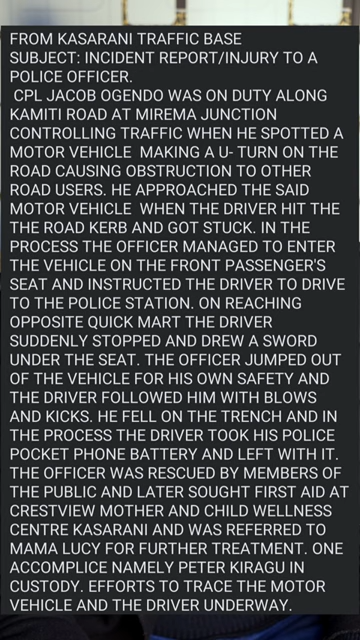 FROM KASARANI TRAFFIC BASE
SUBJECT: INCIDENT REPORT/INJURY TO A
POLICE OFFICER.
CPL JACOB OGENDO WAS ON DUTY ALONG
KAMITI ROAD AT MIREMA JUNCTION
CONTROLLING TRAFFIC WHEN HE SPOTTED A
MOTOR VEHICLE  MAKING A U- TURN ON THE
ROAD CAUSING OBSTRUCTION TO OTHER
ROAD USERS. HE APPROACHED THE SAID
MOTOR VEHICLE  WHEN THE DRIVER HIT THE
THE ROAD KERB AND GOT STUCK. IN THE
PROCESS THE OFFICER MANAGED TO ENTER
THE VEHICLE ON THE FRONT PASSENGER'S
SEAT AND INSTRUCTED THE DRIVER TO DRIVE
TO THE POLICE STATION. ON REACHING
OPPOSITE QUICK MART THE DRIVER
SUDDENLY STOPPED AND DREW A SWORD
UNDER THE SEAT. THE OFFICER JUMPED OUT
OF THE VEHICLE FOR HIS OWN SAFETY AND
THE DRIVER FOLLOWED HIM WITH BLOWS
AND KICKS. HE FELL ON THE TRENCH AND IN
THE PROCESS THE DRIVER TOOK HIS POLICE
POCKET PHONE BATTERY AND LEFT WITH IT.
THE OFFICER WAS RESCUED BY MEMBERS OF
THE PUBLIC AND LATER SOUGHT FIRST AID AT
CRESTVIEW MOTHER AND CHILD WELLNESS
CENTRE KASARANI AND WAS REFERRED TO
MAMA LUCY FOR FURTHER TREATMENT. ONE
ACCOMPLICE NAMELY PETER KIRAGU IN
CUSTODY. EFFORTS TO TRACE THE MOTOR
VEHICLE AND THE DRIVER UNDERWAY.